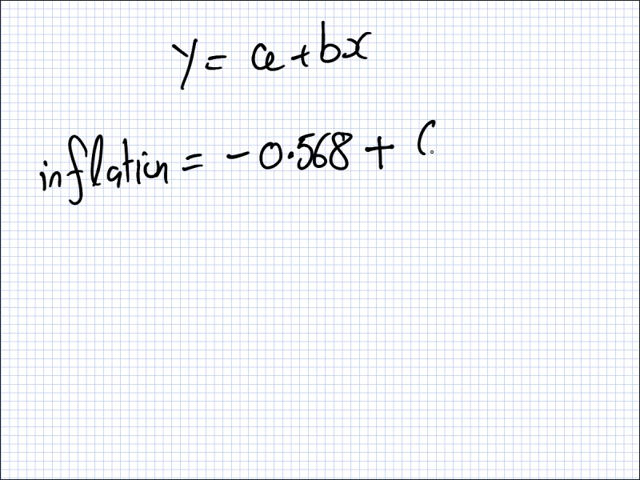 y = a + bx
inflation = - 0.568 + (